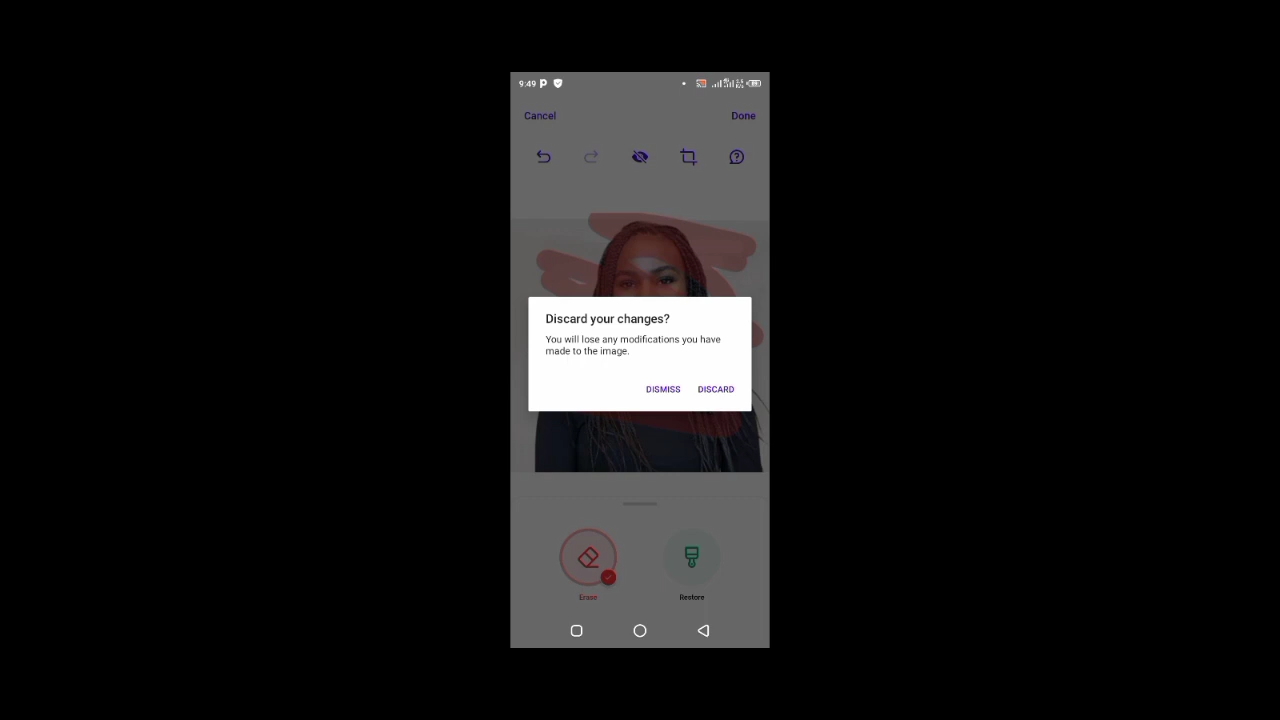 9:49
Cancel
Done
Discard your changes?
You will lose any modifications you have
made to the image.
DISMISS
DISCARD
Erase
Restore